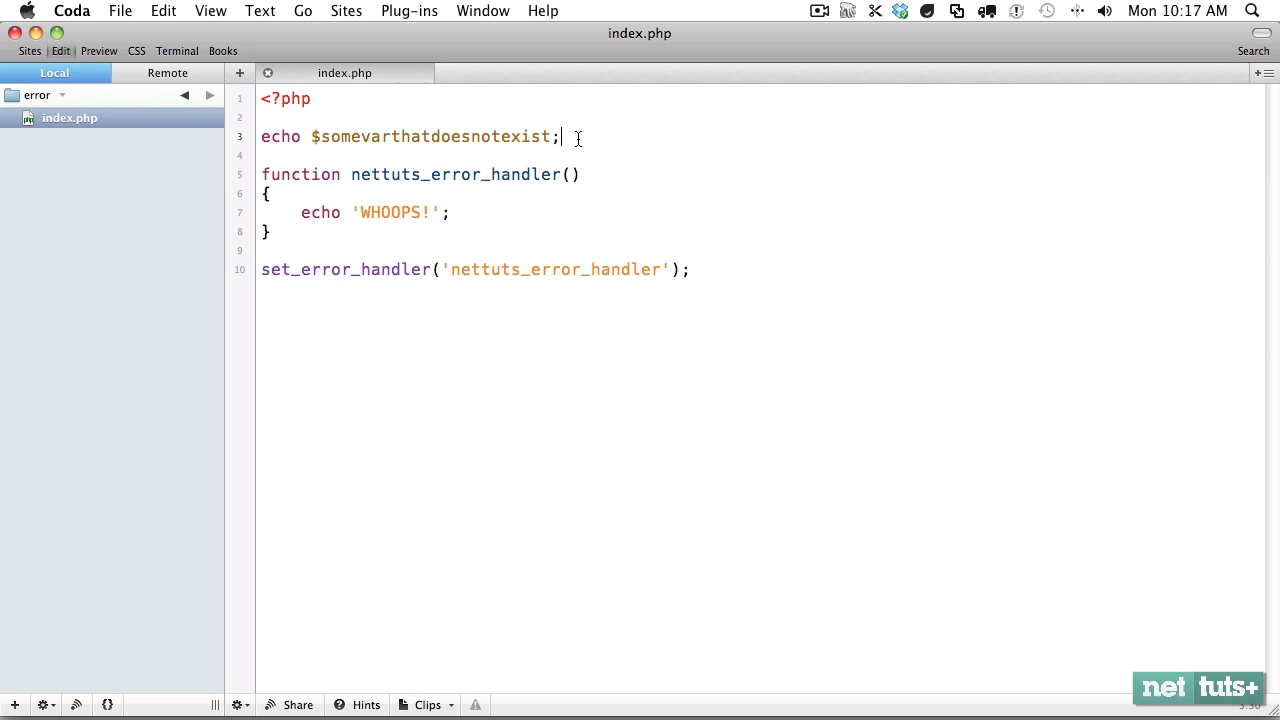 Coda File Edit View Text Go Sites Plug-ins Window Help Mon 10:17 AM
index.php
Sites Edit Preview CSS Terminal Books Search
Local Remote + index.php
error
index.php
1 <?php
2
3 echo $somevarthatdoesnotexist;
4
5 function nettuts_error_handler()
6 {
7 echo 'WHOOPS!';
8 }
9
10 set_error_handler('nettuts_error_handler');
net tuts+
+ {} Share Hints Clips